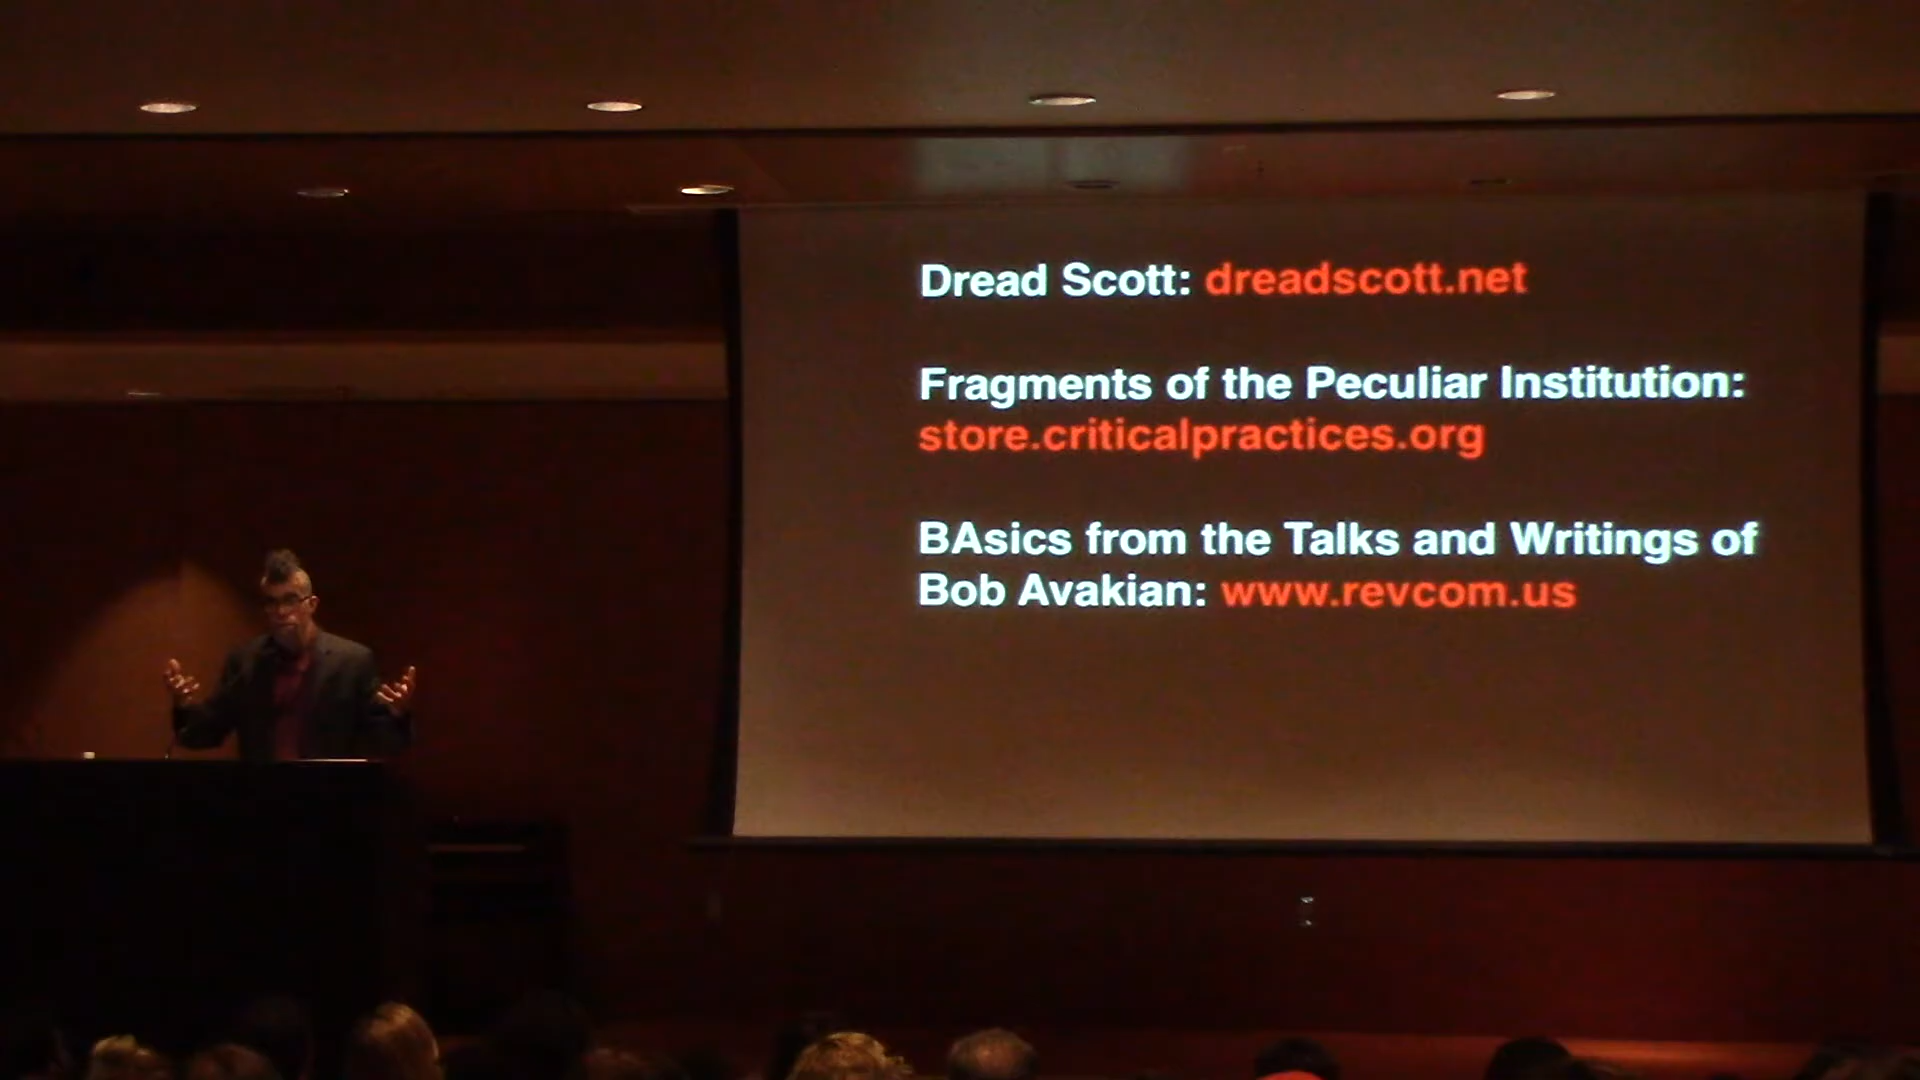 Dread Scott: dreadscott.net
Fragments of the Peculiar Institution:
store.criticalpractices.org
BAsics from the Talks and Writings of
Bob Avakian: www.revcom.us